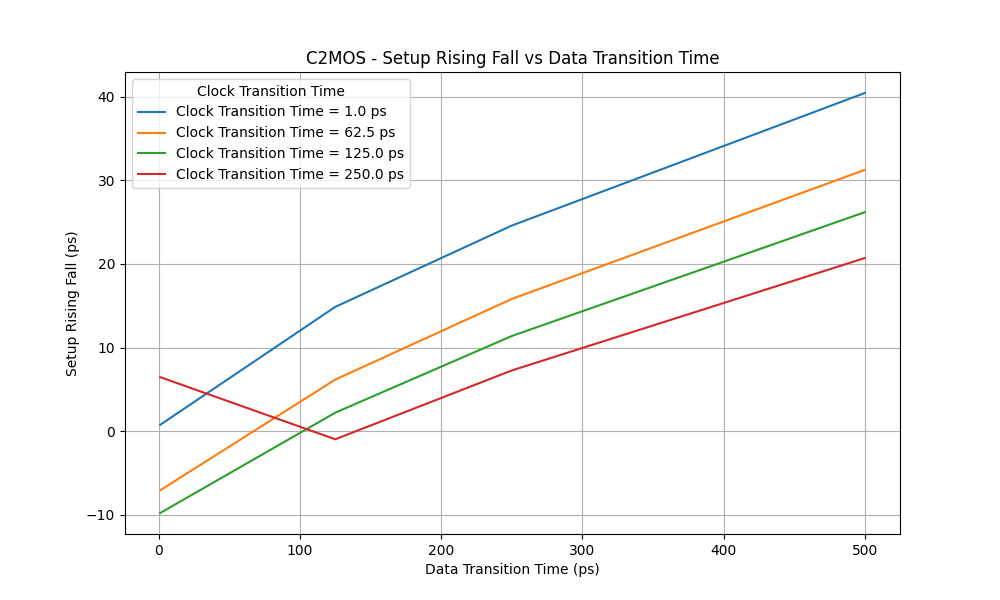 C2MOS - Setup Rising Fall vs Data Transition Time
Clock Transition Time
Clock Transition Time = 1.0 ps
Clock Transition Time = 62.5 ps
Clock Transition Time = 125.0 ps
Clock Transition Time = 250.0 ps
Setup Rising Fall (ps)
40
30
20
10
0
−10
0 100 200 300 400 500
Data Transition Time (ps)